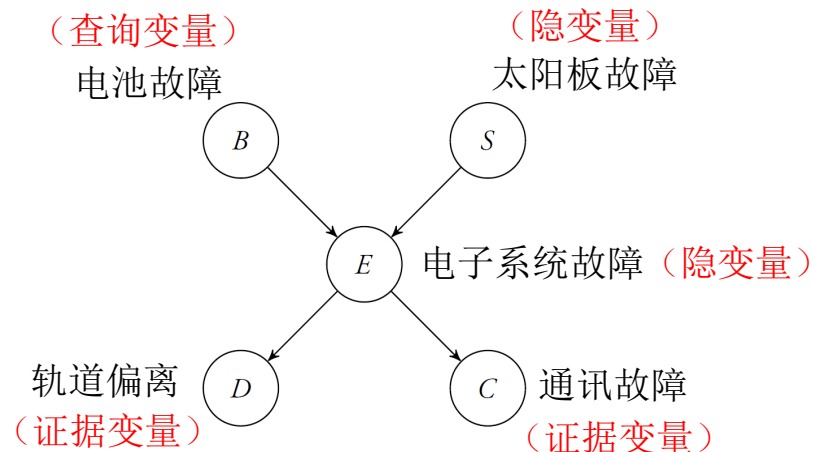 （查询变量）
（隐变量）
电池故障
太阳板故障
B
S
E
电子系统故障（隐变量）
轨道偏离
D
C
通讯故障
（证据变量）
（证据变量）